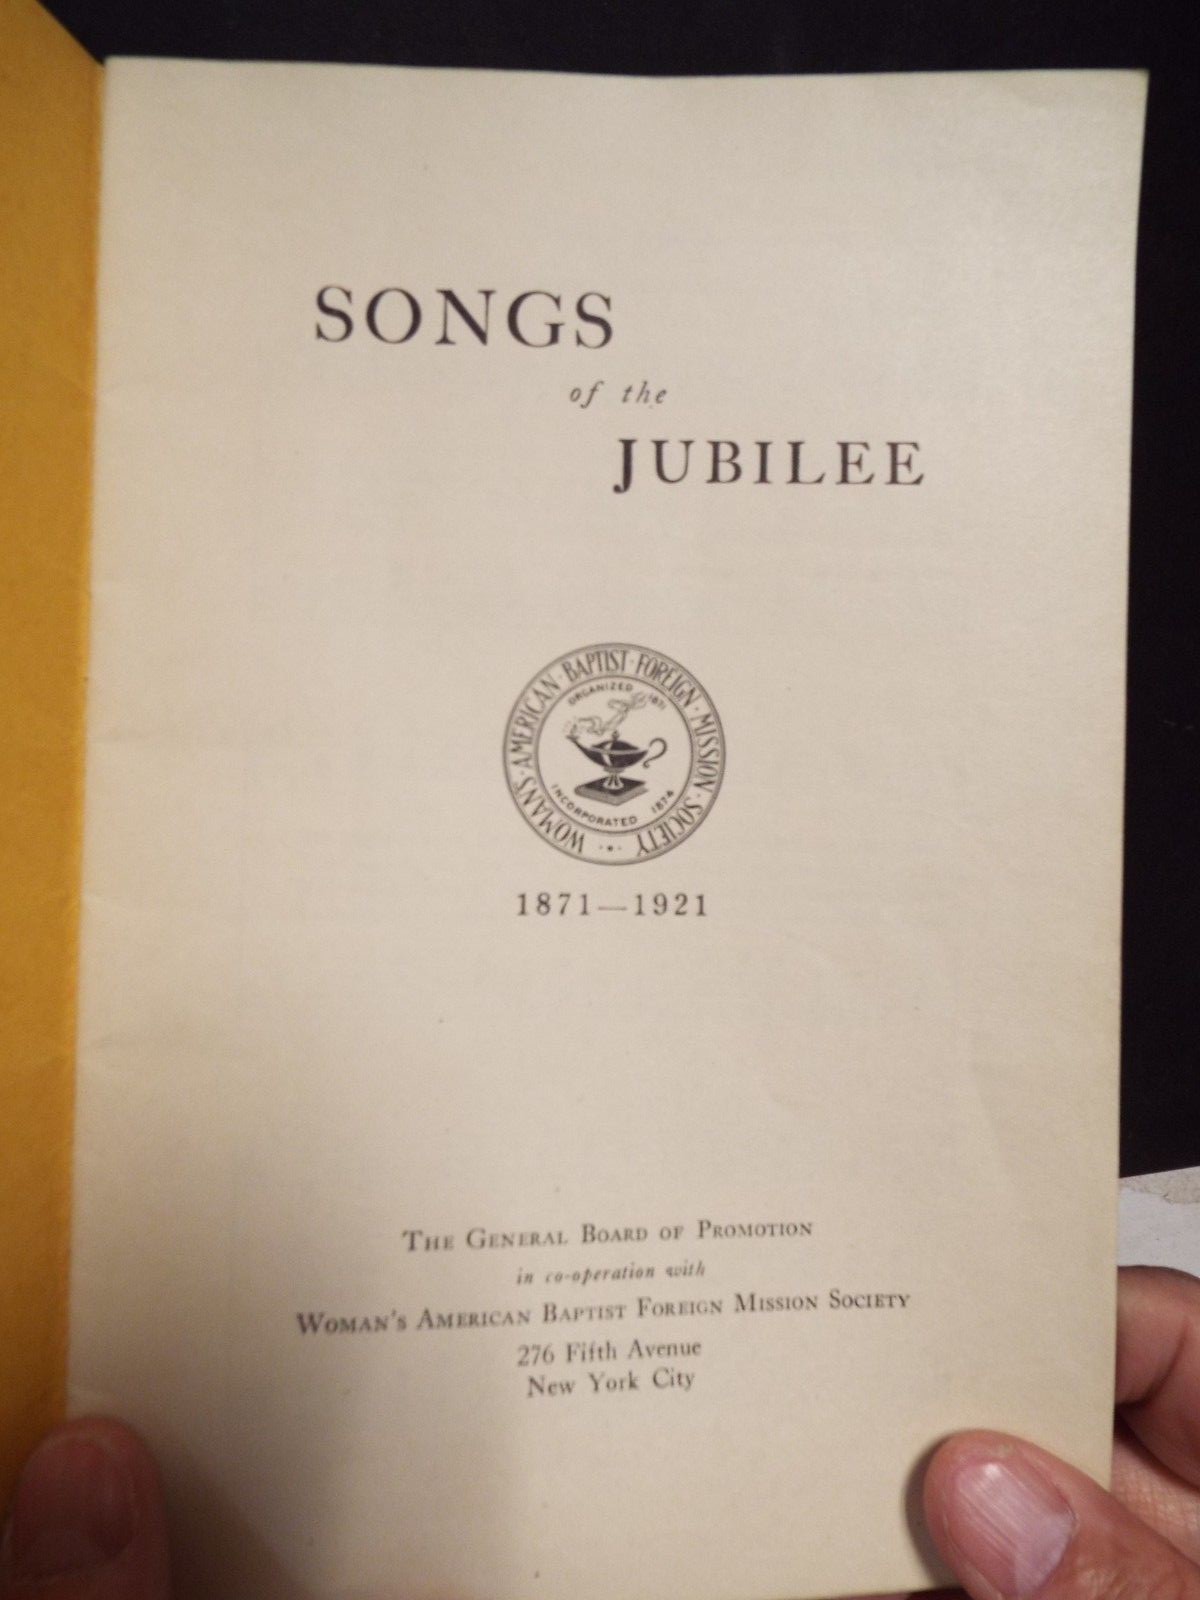 SONGS
of the
JUBILEE
WOMAN'S · AMERICAN · BAPTIST · FOREIGN · MISSION · SOCIETY
ORGANIZED 1871
INCORPORATED 1874
1871—1921
THE GENERAL BOARD OF PROMOTION
in co-operation with
WOMAN'S AMERICAN BAPTIST FOREIGN MISSION SOCIETY
276 Fifth Avenue
New York City